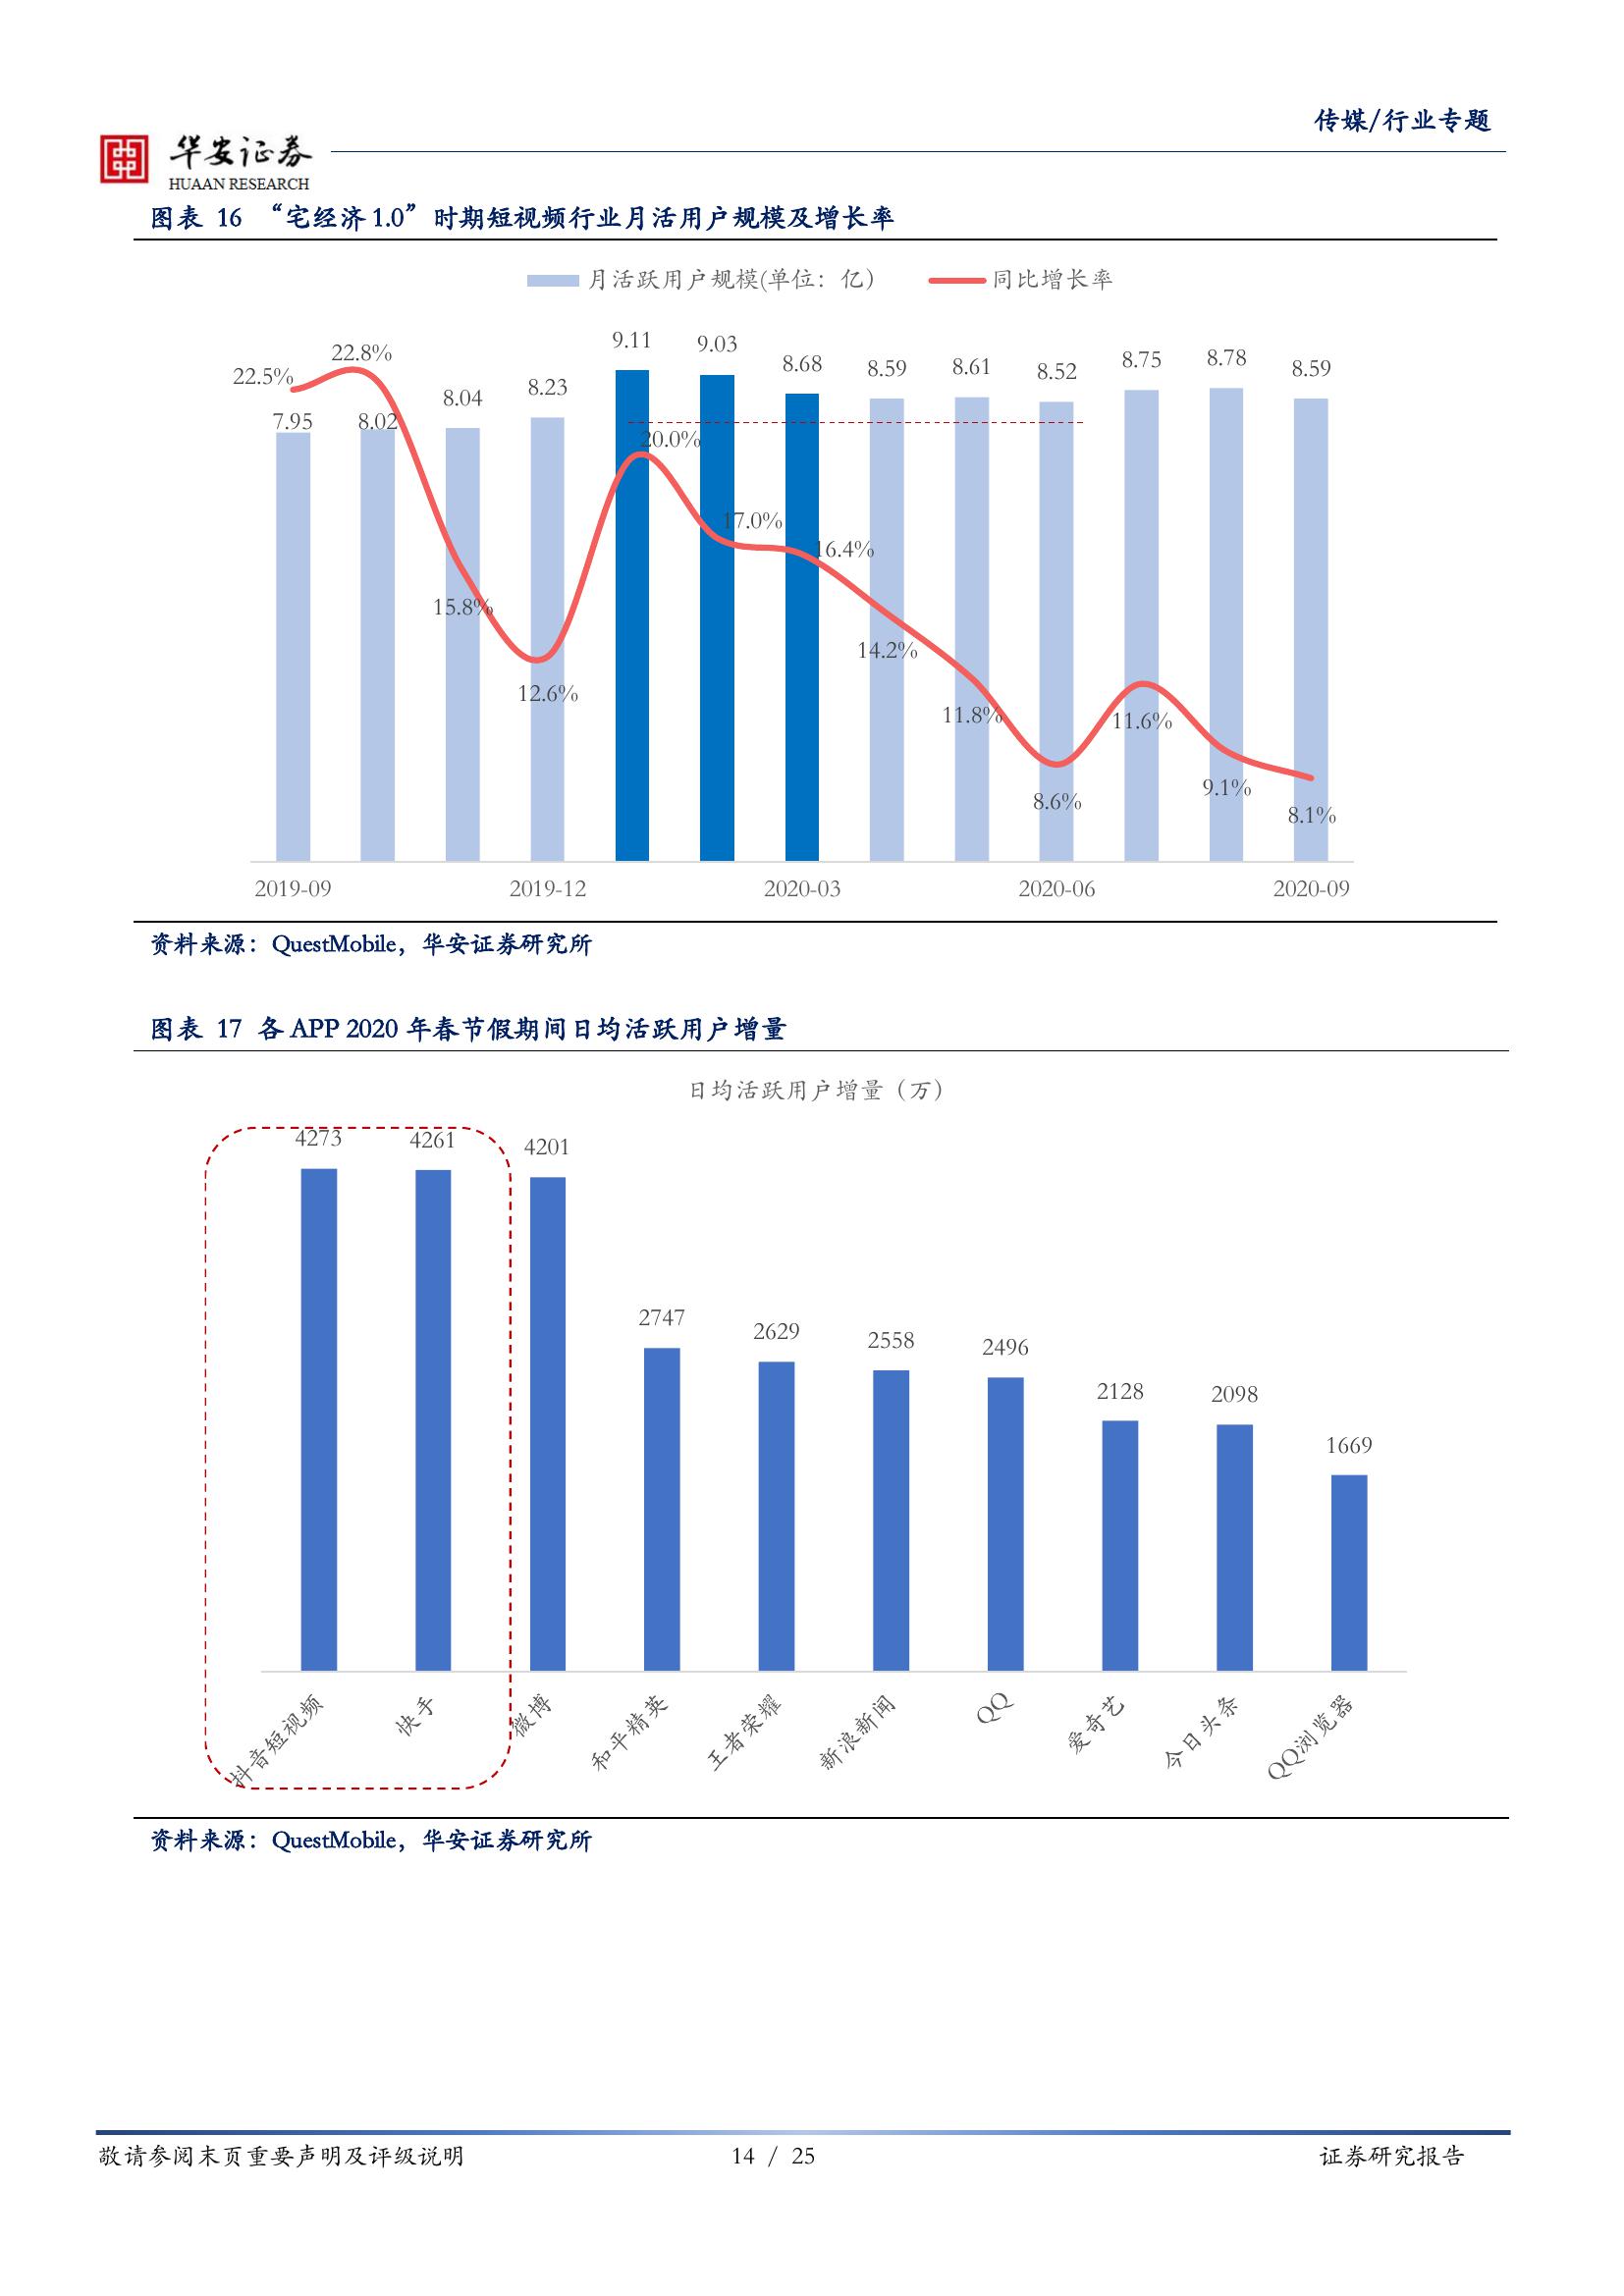 传媒/行业专题
华安证券
HUAAN RESEARCH
图表 16 “宅经济 1.0”时期短视频行业月活用户规模及增长率
月活跃用户规模(单位：亿)
同比增长率
9.11 9.03 8.68 8.59 8.61 8.52 8.75 8.78 8.59
22.5% 22.8%
7.95 8.02 8.04 8.23
20.0%
17.0%
16.4%
15.8%
14.2%
12.6%
11.8%
11.6%
8.6%
9.1%
8.1%
2019-09 2019-12 2020-03 2020-06 2020-09
资料来源：QuestMobile，华安证券研究所
图表 17 各 APP 2020 年春节假期间日均活跃用户增量
日均活跃用户增量（万）
4273 4261 4201
2747 2629 2558 2496
2128 2098
1669
抖音短视频 快手 微博 和平精英 王者荣耀 新浪新闻 QQ 爱奇艺 今日头条 QQ浏览器
资料来源：QuestMobile，华安证券研究所
敬请参阅末页重要声明及评级说明 14 / 25 证券研究报告